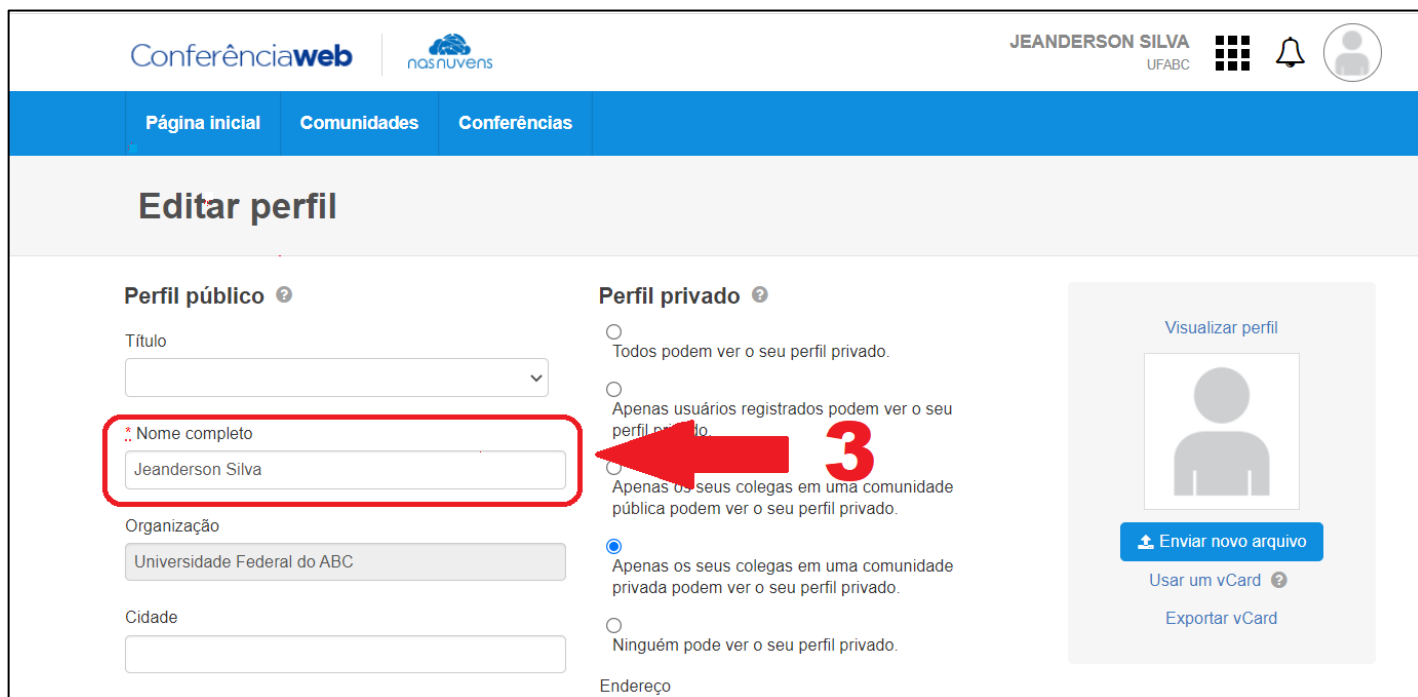 Conferênciaweb
nasnuvens
JEANDERSON SILVA
UFABC
Página inicial
Comunidades
Conferências
Editar perfil
Perfil público ?
Título
* Nome completo
Jeanderson Silva
Organização
Universidade Federal do ABC
Cidade
Perfil privado ?
Todos podem ver o seu perfil privado.
Apenas usuários registrados podem ver o seu
perfil privado.
3
Apenas os seus colegas em uma comunidade
pública podem ver o seu perfil privado.
Apenas os seus colegas em uma comunidade
privada podem ver o seu perfil privado.
Ninguém pode ver o seu perfil privado.
Endereço
Visualizar perfil
Enviar novo arquivo
Usar um vCard ?
Exportar vCard